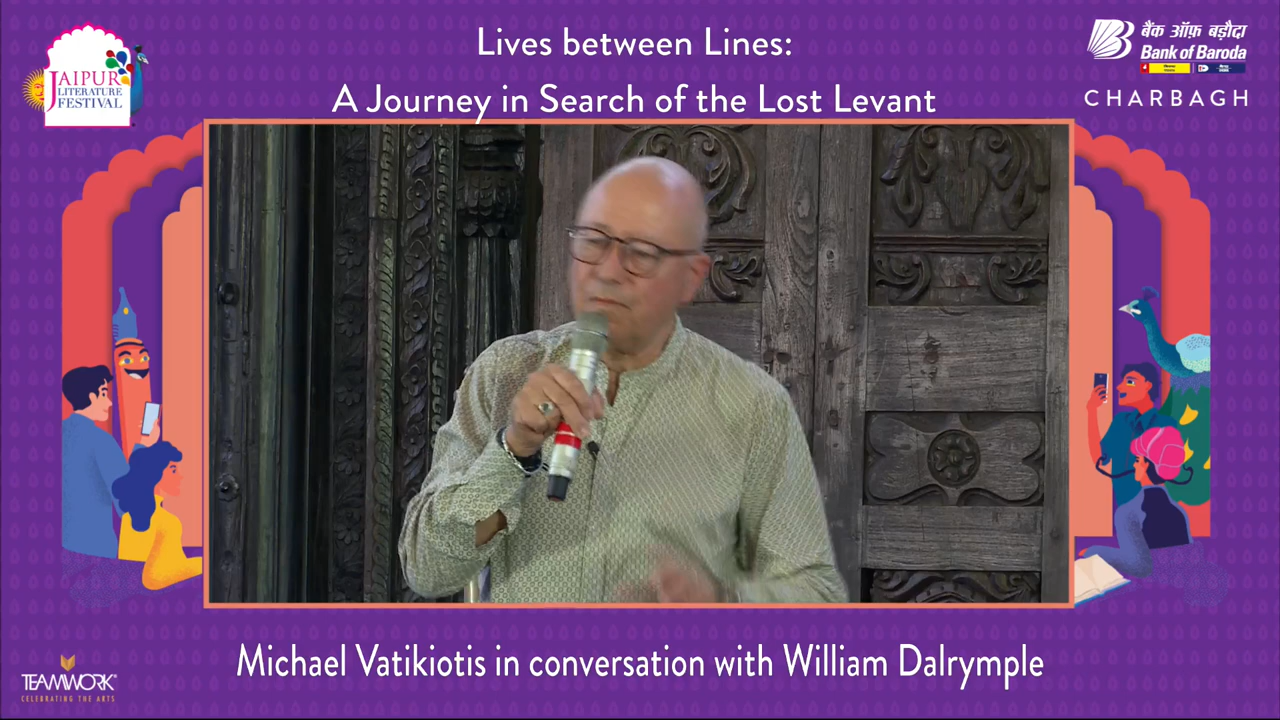 Lives between Lines:
A Journey in Search of the Lost Levant
JAIPUR
LITERATURE
FESTIVAL
बैंक ऑफ़ बड़ौदा
Bank of Baroda
CHARBAGH
Michael Vatikiotis in conversation with William Dalrymple
TEAMWORK
CELEBRATING THE ARTS